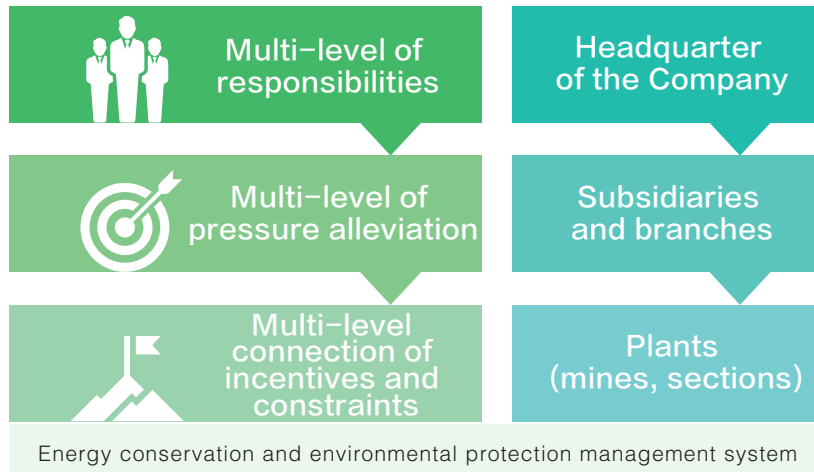 Multi-level of
responsibilities
Headquarter
of the Company
Multi-level of
pressure alleviation
Subsidiaries
and branches
Multi-level
connection of
incentives and
constraints
Plants
(mines, sections)
Energy conservation and environmental protection management system